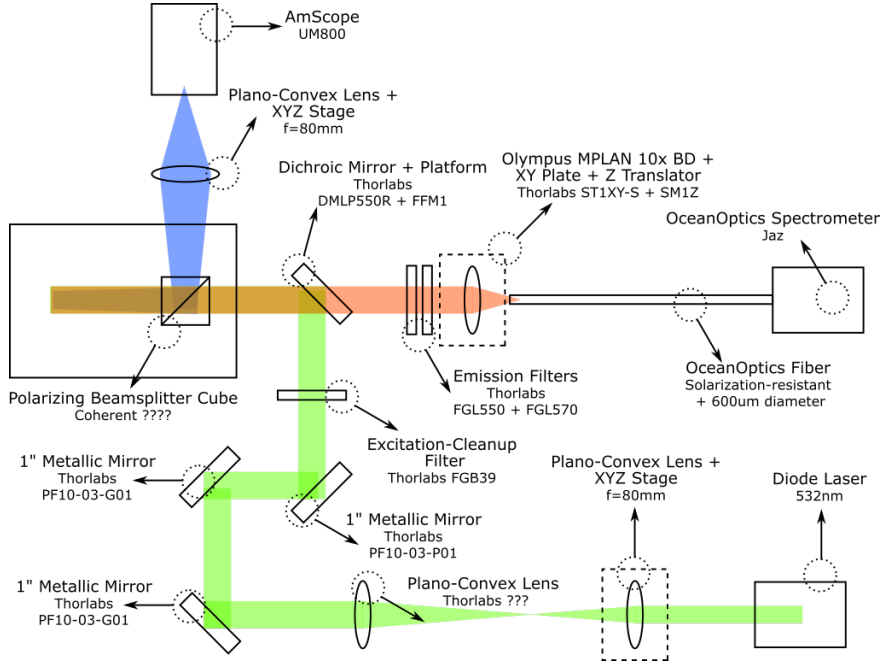 AmScope
UM800
Plano-Convex Lens +
XYZ Stage
f=80mm
Dichroic Mirror + Platform
Thorlabs
DMLP550R + FFM1
Olympus MPLAN 10x BD +
XY Plate + Z Translator
Thorlabs ST1XY-S + SM1Z
OceanOptics Spectrometer
Jaz
Polarizing Beamsplitter Cube
Coherent ????
Emission Filters
Thorlabs
FGL550 + FGL570
OceanOptics Fiber
Solarization-resistant
+ 600um diameter
Excitation-Cleanup
Filter
Thorlabs FGB39
1" Metallic Mirror
Thorlabs
PF10-03-G01
1" Metallic Mirror
Thorlabs
PF10-03-P01
Plano-Convex Lens +
XYZ Stage
f=80mm
Diode Laser
532nm
1" Metallic Mirror
Thorlabs
PF10-03-G01
Plano-Convex Lens
Thorlabs ???